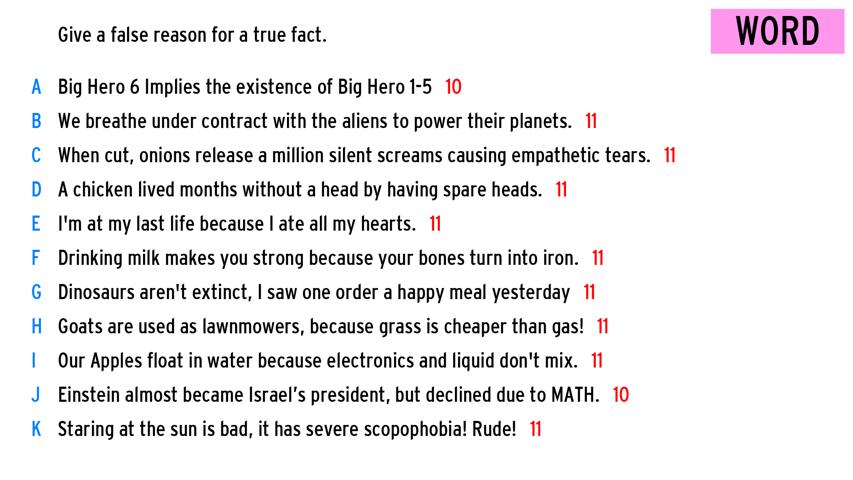 Give a false reason for a true fact.
WORD
A Big Hero 6 Implies the existence of Big Hero 1-5 10
B We breathe under contract with the aliens to power their planets. 11
C When cut, onions release a million silent screams causing empathetic tears. 11
D A chicken lived months without a head by having spare heads. 11
E I'm at my last life because I ate all my hearts. 11
F Drinking milk makes you strong because your bones turn into iron. 11
G Dinosaurs aren't extinct, I saw one order a happy meal yesterday 11
H Goats are used as lawnmowers, because grass is cheaper than gas! 11
I Our Apples float in water because electronics and liquid don't mix. 11
J Einstein almost became Israel’s president, but declined due to MATH. 10
K Staring at the sun is bad, it has severe scopophobia! Rude! 11